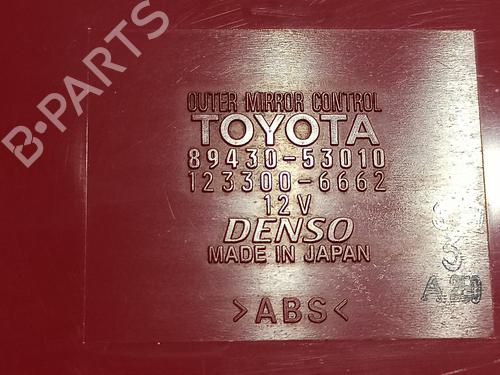 B-PARTS
OUTER MIRROR CONTROL
TOYOTA
89430-53010
123300-6662
12V
DENSO
MADE IN JAPAN
>ABS<